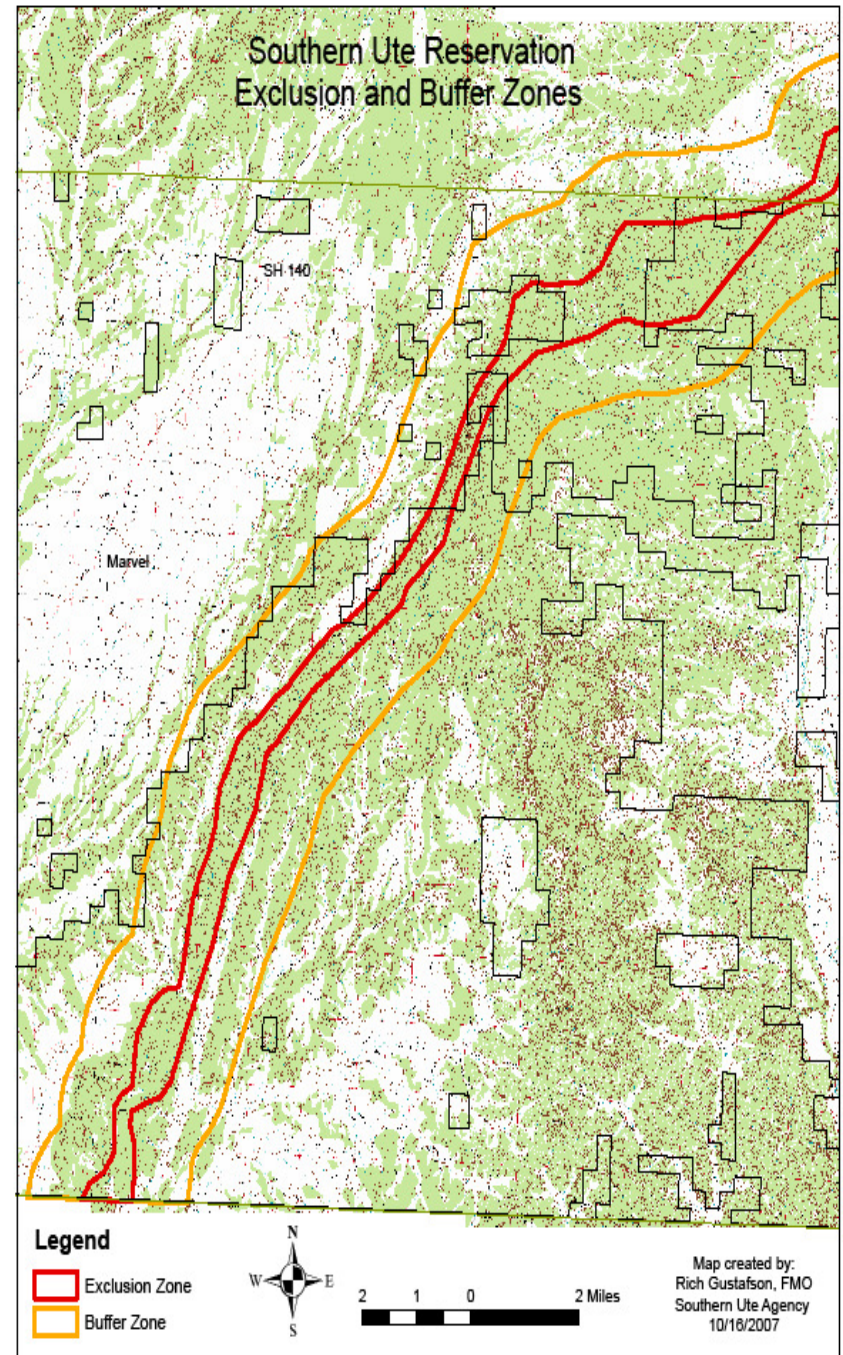 Southern Ute Reservation
Exclusion and Buffer Zones
SH 140
Marvel
Legend
Exclusion Zone
Buffer Zone
N
W E
S
2 1 0 2 Miles
Map created by:
Rich Gustafson, FMO
Southern Ute Agency
10/16/2007